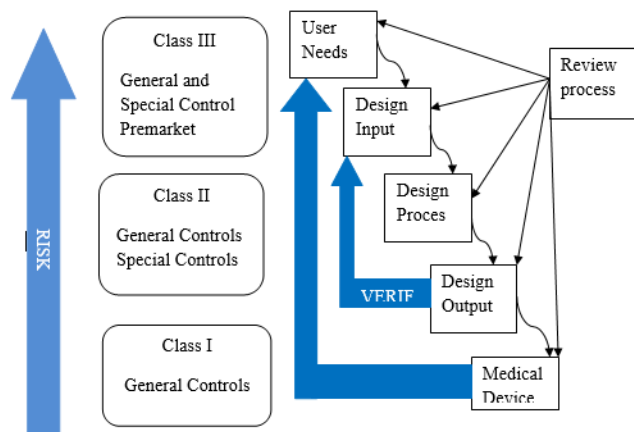 RISK
Class III
General and
Special Control
Premarket
Class II
General Controls
Special Controls
Class I
General Controls
User
Needs
Design
Input
Design
Proces
Design
Output
Medical
Device
Review
process
VERIF